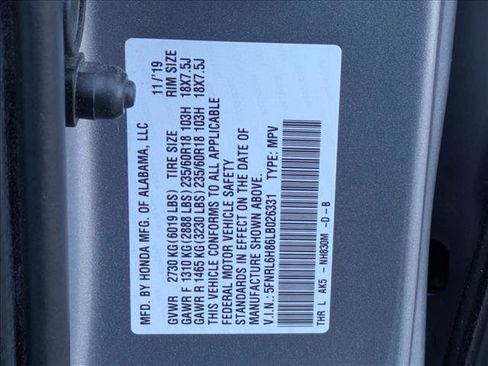 MFD. BY HONDA MFG. OF ALABAMA, LLC 11/'19
GVWR 2730 KG(6019 LBS) TIRE SIZE RIM SIZE
GAWR F 1310 KG(2888 LBS) 235/60R18 103H 18X7.5J
GAWR R 1465 KG(3230 LBS) 235/60R18 103H 18X7.5J
THIS VEHICLE CONFORMS TO ALL APPLICABLE
FEDERAL MOTOR VEHICLE SAFETY
STANDARDS IN EFFECT ON THE DATE OF
MANUFACTURE SHOWN ABOVE.
V.I.N.: 5FNRL6H86LB026331 TYPE: MPV
THR L AK5 -NH830M -D -B